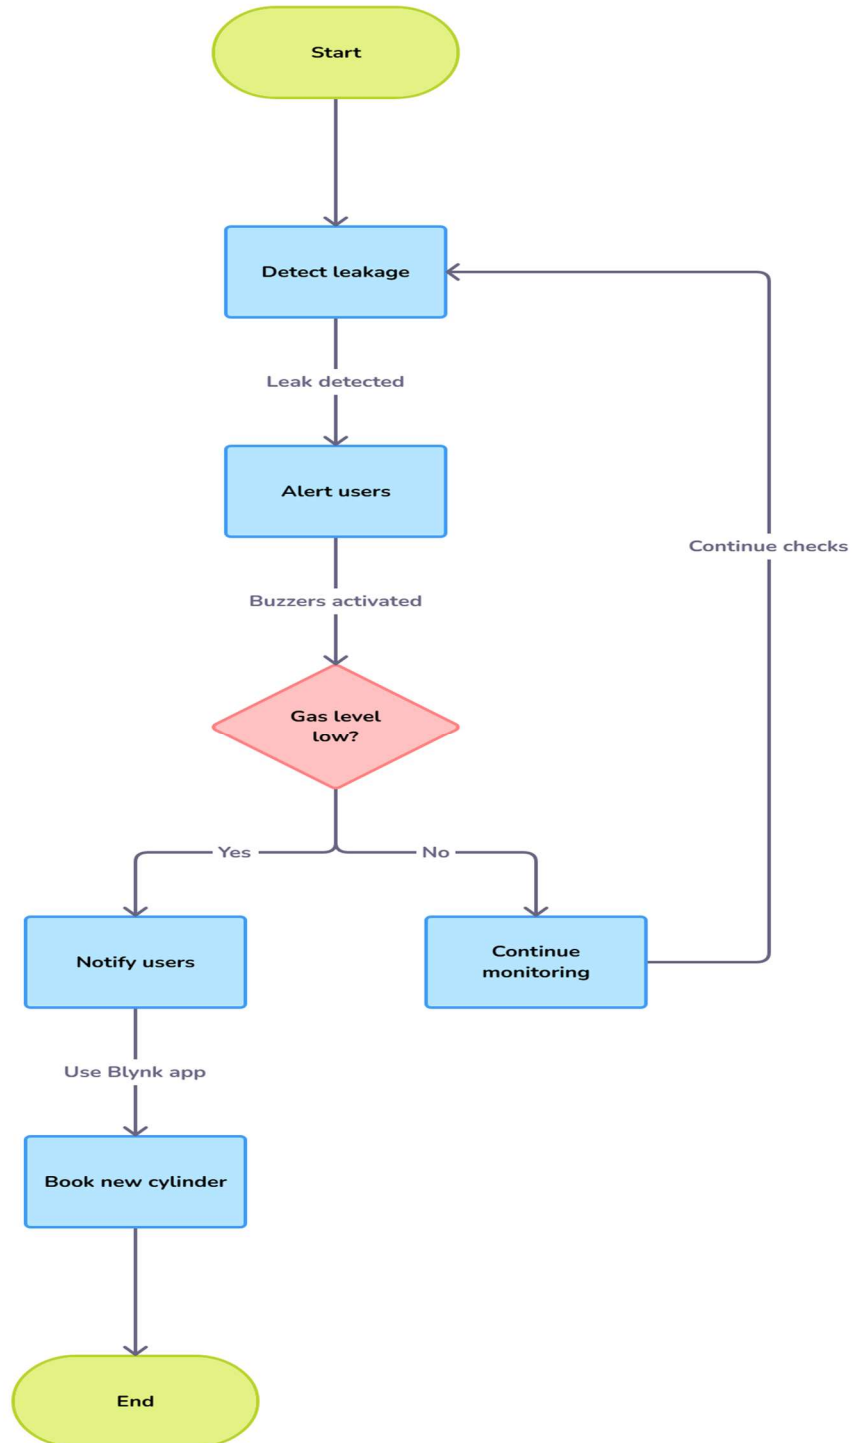 Start
Detect leakage
Leak detected
Alert users
Continue checks
Buzzers activated
Gas level
low?
Yes
No
Notify users
Continue
monitoring
Use Blynk app
Book new cylinder
End